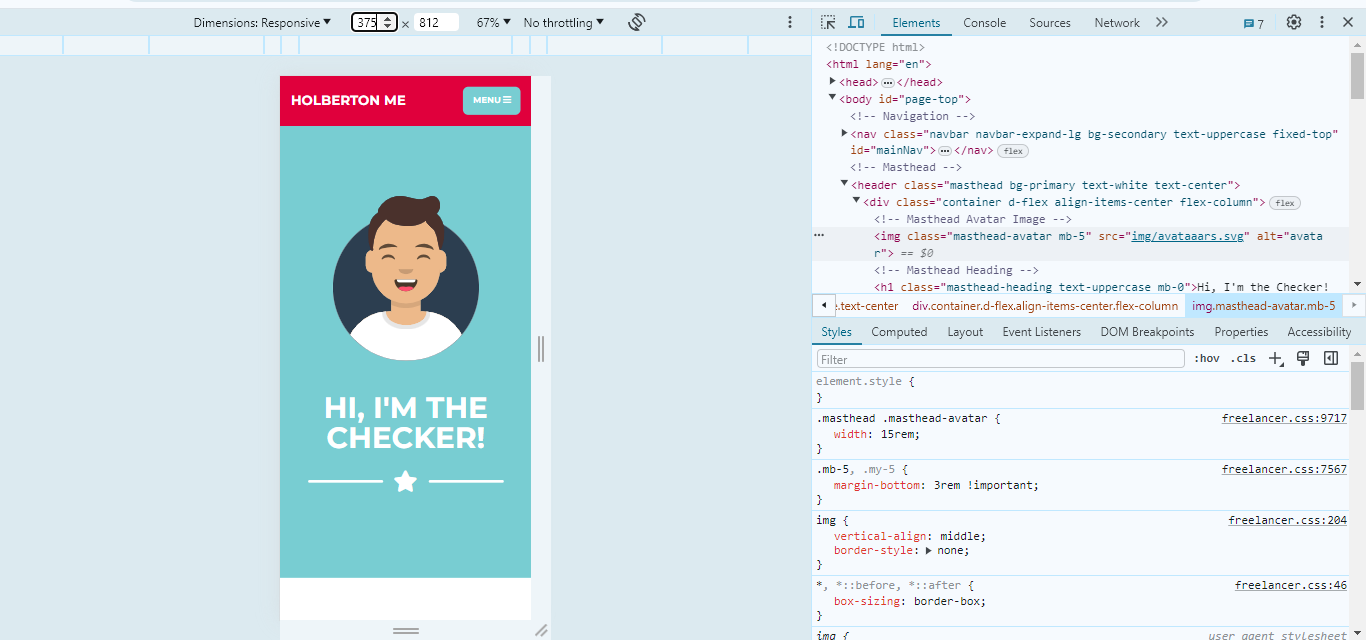 Dimensions: Responsive ▼ 375 × 812 67% ▼ No throttling ▼
Elements Console Sources Network >> 7
HOLBERTON ME
MENU
HI, I'M THE
CHECKER!
<!DOCTYPE html>
<html lang="en">
<head> ••• </head>
<body id="page-top">
<!-- Navigation -->
<nav class="navbar navbar-expand-lg bg-secondary text-uppercase fixed-top"
id="mainNav"> ••• </nav> flex
<!-- Masthead -->
<header class="masthead bg-primary text-white text-center">
<div class="container d-flex align-items-center flex-column"> flex
<!-- Masthead Avatar Image -->
<img class="masthead-avatar mb-5" src="img/avataaars.svg" alt="avata
r"> == $0
<!-- Masthead Heading -->
<h1 class="masthead-heading text-uppercase mb-0">Hi, I'm the Checker!
.text-center div.container.d-flex.align-items-center.flex-column img.masthead-avatar.mb-5
Styles Computed Layout Event Listeners DOM Breakpoints Properties Accessibility
Filter :hov .cls
element.style {
}
.masthead .masthead-avatar { freelancer.css:9717
width: 15rem;
}
.mb-5, .my-5 { freelancer.css:7567
margin-bottom: 3rem !important;
}
img { freelancer.css:204
vertical-align: middle;
border-style: ▶ none;
}
*, *::before, *::after { freelancer.css:46
box-sizing: border-box;
}
img { user agent stylesheet